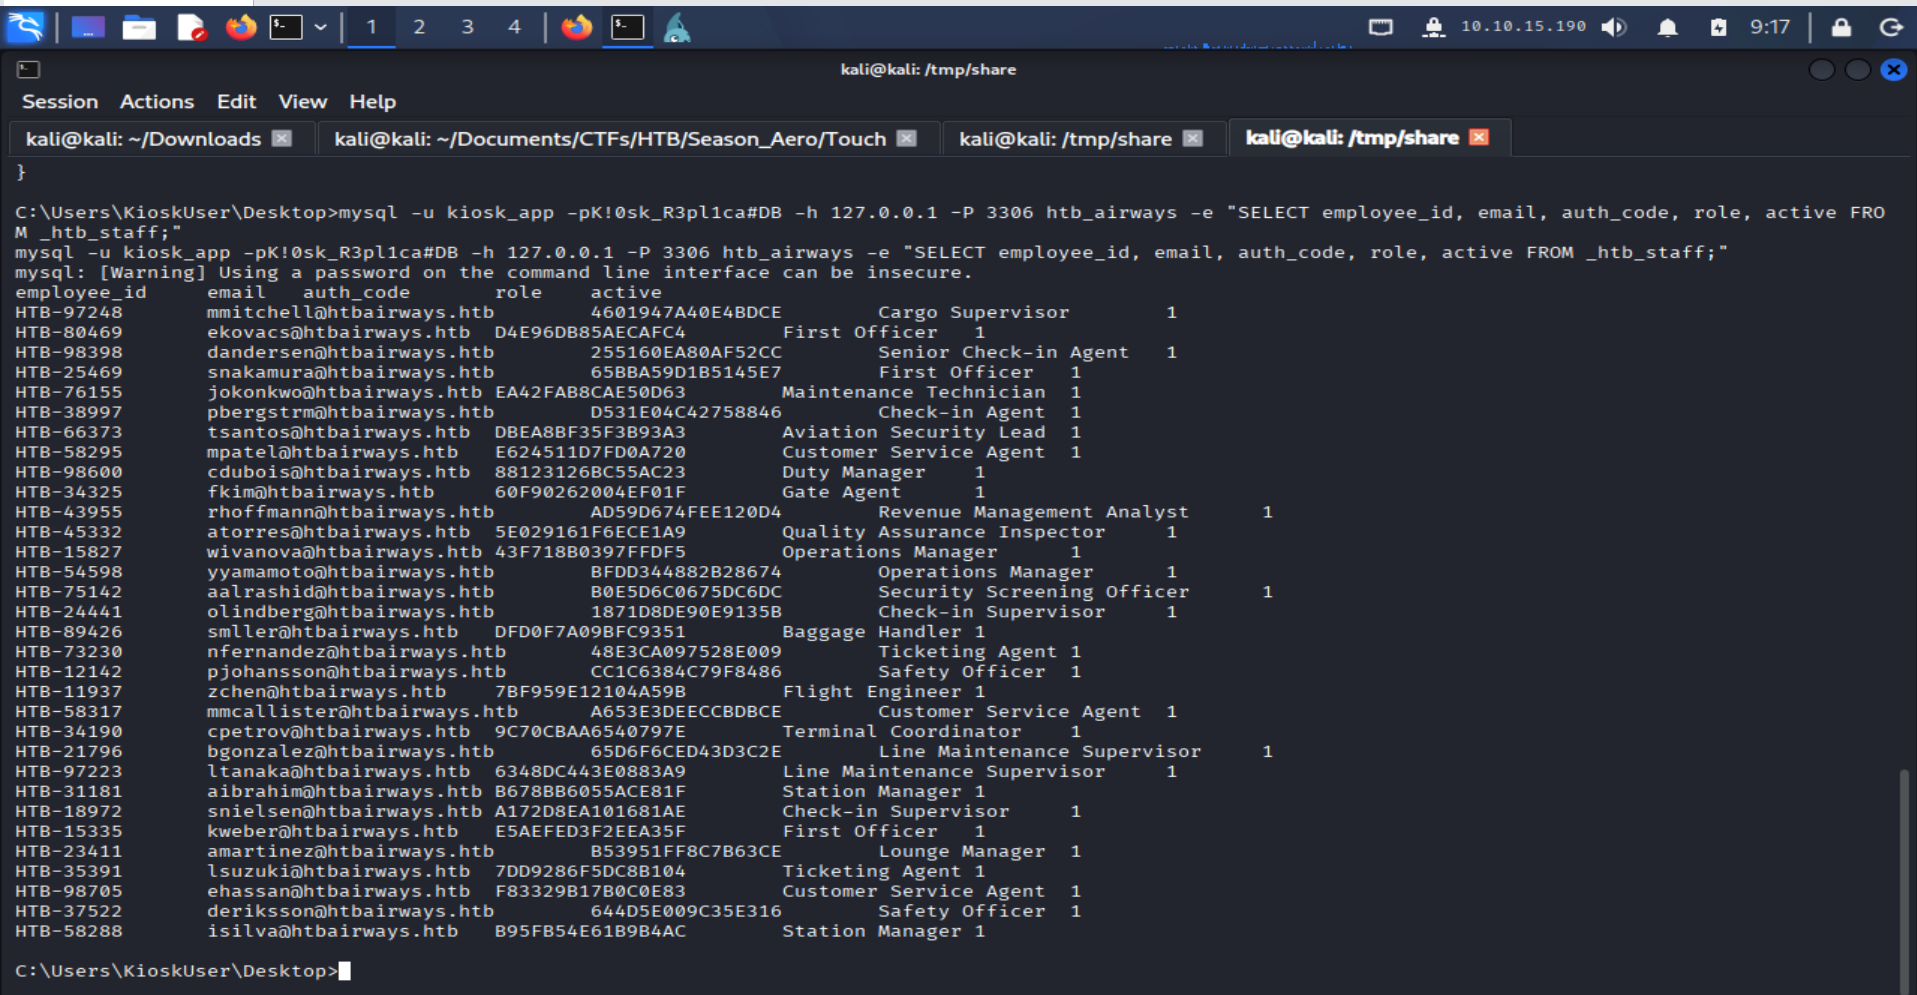 1 2 3 4 10.10.15.190 9:17
kali@kali: /tmp/share
Session Actions Edit View Help
kali@kali: ~/Downloads kali@kali: ~/Documents/CTFs/HTB/Season_Aero/Touch kali@kali: /tmp/share kali@kali: /tmp/share
}
C:\Users\KioskUser\Desktop>mysql -u kiosk_app -pK!0sk_R3pl1ca#DB -h 127.0.0.1 -P 3306 htb_airways -e "SELECT employee_id, email, auth_code, role, active FRO
M _htb_staff;"
mysql -u kiosk_app -pK!0sk_R3pl1ca#DB -h 127.0.0.1 -P 3306 htb_airways -e "SELECT employee_id, email, auth_code, role, active FROM _htb_staff;"
mysql: [Warning] Using a password on the command line interface can be insecure.
employee_id email auth_code role active
HTB-97248 mmitchell@htbairways.htb 4601947A40E4BDCE Cargo Supervisor 1
HTB-80469 ekovacs@htbairways.htb D4E96DB85AECAFC4 First Officer 1
HTB-98398 dandersen@htbairways.htb 255160EA80AF52CC Senior Check-in Agent 1
HTB-25469 snakamura@htbairways.htb 65BBA59D1B5145E7 First Officer 1
HTB-76155 jokonkwo@htbairways.htb EA42FAB8CAE50D63 Maintenance Technician 1
HTB-38997 pbergstrm@htbairways.htb D531E04C42758846 Check-in Agent 1
HTB-66373 tsantos@htbairways.htb DBEA8BF35F3B93A3 Aviation Security Lead 1
HTB-58295 mpatel@htbairways.htb E624511D7FD0A720 Customer Service Agent 1
HTB-98600 cdubois@htbairways.htb 88123126BC55AC23 Duty Manager 1
HTB-34325 fkim@htbairways.htb 60F90262004EF01F Gate Agent 1
HTB-43955 rhoffmann@htbairways.htb AD59D674FEE120D4 Revenue Management Analyst 1
HTB-45332 atorres@htbairways.htb 5E029161F6ECE1A9 Quality Assurance Inspector 1
HTB-15827 wivanova@htbairways.htb 43F718B0397FFDF5 Operations Manager 1
HTB-54598 yyamamoto@htbairways.htb BFDD344882B28674 Operations Manager 1
HTB-75142 aalrashid@htbairways.htb B0E5D6C0675DC6DC Security Screening Officer 1
HTB-24441 olindberg@htbairways.htb 1871D8DE90E9135B Check-in Supervisor 1
HTB-89426 smller@htbairways.htb DFD0F7A09BFC9351 Baggage Handler 1
HTB-73230 nfernandez@htbairways.htb 48E3CA097528E009 Ticketing Agent 1
HTB-12142 pjohansson@htbairways.htb CC1C6384C79F8486 Safety Officer 1
HTB-11937 zchen@htbairways.htb 7BF959E12104A59B Flight Engineer 1
HTB-58317 mmcallister@htbairways.htb A653E3DEECCBDBCE Customer Service Agent 1
HTB-34190 cpetrov@htbairways.htb 9C70CBAA6540797E Terminal Coordinator 1
HTB-21796 bgonzalez@htbairways.htb 65D6F6CED43D3C2E Line Maintenance Supervisor 1
HTB-97223 ltanaka@htbairways.htb 6348DC443E0883A9 Line Maintenance Supervisor 1
HTB-31181 aibrahim@htbairways.htb B678BB6055ACE81F Station Manager 1
HTB-18972 snielsen@htbairways.htb A172D8EA101681AE Check-in Supervisor 1
HTB-15335 kweber@htbairways.htb E5AEFED3F2EEA35F First Officer 1
HTB-23411 amartinez@htbairways.htb B53951FF8C7B63CE Lounge Manager 1
HTB-35391 lsuzuki@htbairways.htb 7DD9286F5DC8B104 Ticketing Agent 1
HTB-98705 ehassan@htbairways.htb F83329B17B0C0E83 Customer Service Agent 1
HTB-37522 deriksson@htbairways.htb 644D5E009C35E316 Safety Officer 1
HTB-58288 isilva@htbairways.htb B95FB54E61B9B4AC Station Manager 1
C:\Users\KioskUser\Desktop>